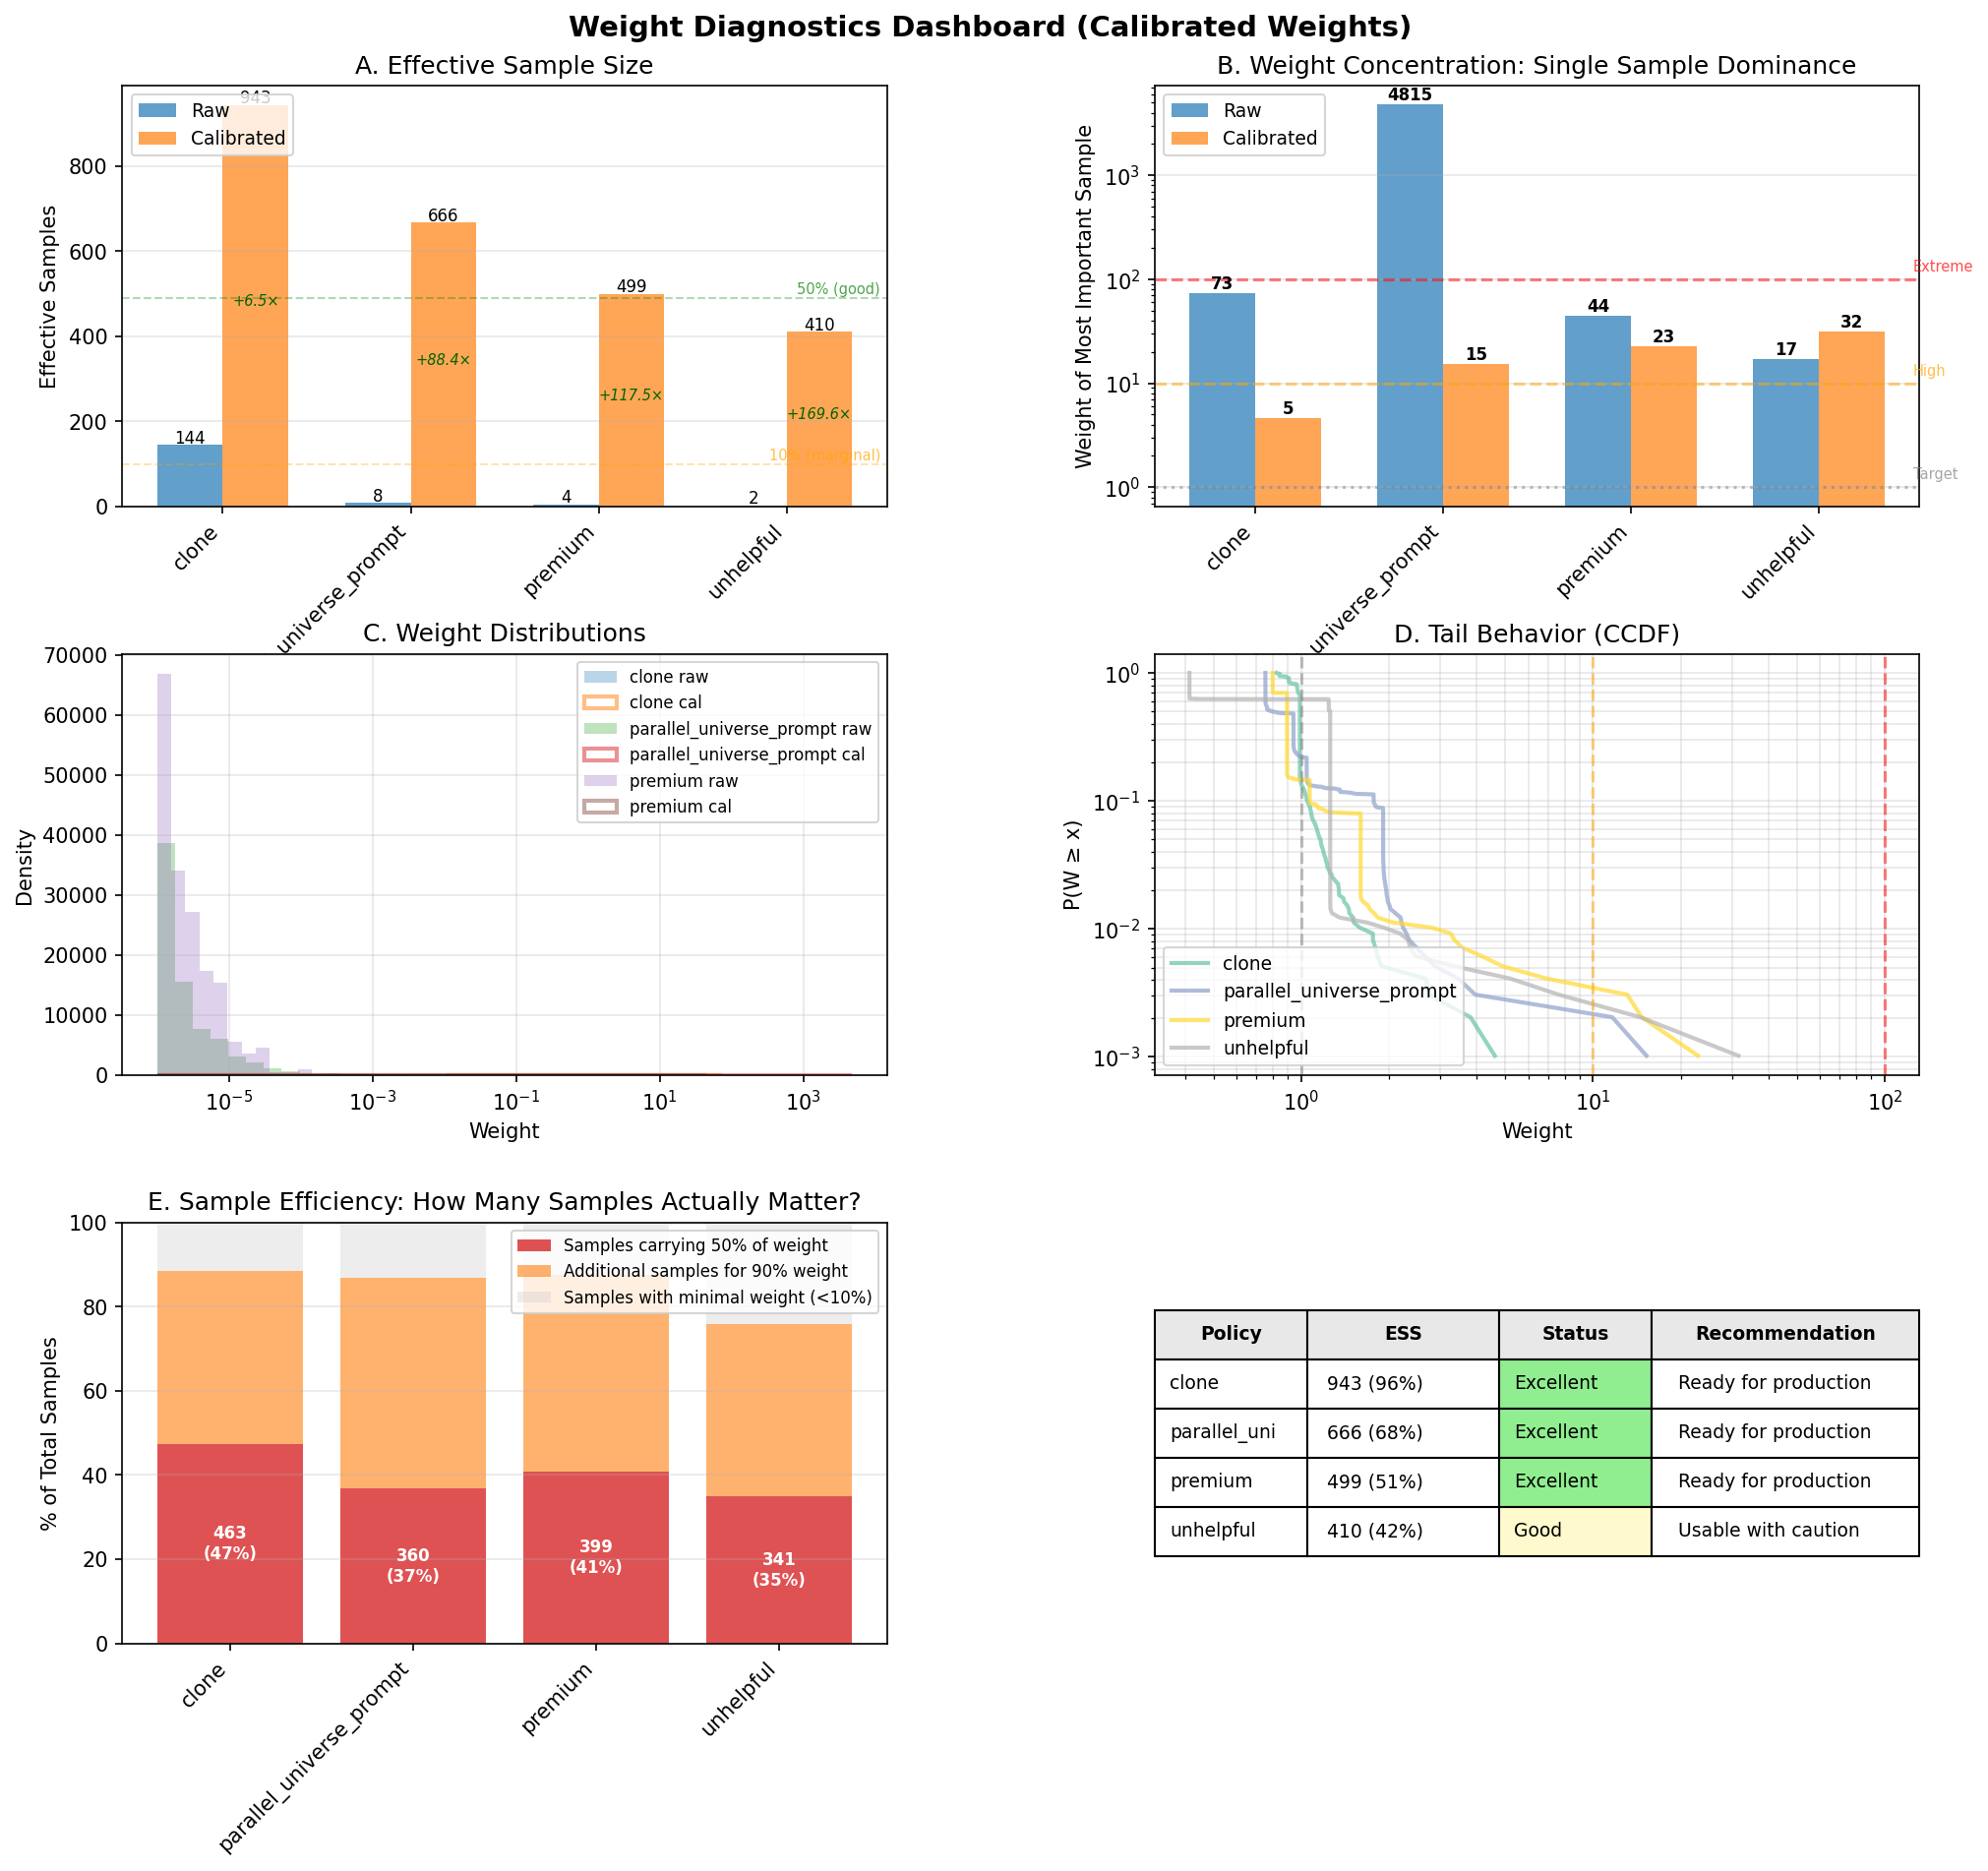 Weight Diagnostics Dashboard (Calibrated Weights)
A. Effective Sample Size
Effective Samples
800
600
400
200
0
Raw
Calibrated
943
144
+6.5×
666
8
+88.4×
499
4
+117.5×
410
2
+169.6×
50% (good)
10% (marginal)
clone
universe_prompt
premium
unhelpful
B. Weight Concentration: Single Sample Dominance
Weight of Most Important Sample
10³
10²
10¹
10⁰
Raw
Calibrated
73
5
4815
15
44
23
17
32
Extreme
High
Target
clone
universe_prompt
premium
unhelpful
C. Weight Distributions
Density
70000
60000
50000
40000
30000
20000
10000
0
clone raw
clone cal
parallel_universe_prompt raw
parallel_universe_prompt cal
premium raw
premium cal
10⁻⁵
10⁻³
10⁻¹
10¹
10³
Weight
D. Tail Behavior (CCDF)
P(W ≥ x)
10⁰
10⁻¹
10⁻²
10⁻³
clone
parallel_universe_prompt
premium
unhelpful
10⁰
10¹
10²
Weight
E. Sample Efficiency: How Many Samples Actually Matter?
% of Total Samples
100
80
60
40
20
0
Samples carrying 50% of weight
Additional samples for 90% weight
Samples with minimal weight (<10%)
463
(47%)
360
(37%)
399
(41%)
341
(35%)
clone
parallel_universe_prompt
premium
unhelpful
Policy ESS Status Recommendation
clone 943 (96%) Excellent Ready for production
parallel_uni 666 (68%) Excellent Ready for production
premium 499 (51%) Excellent Ready for production
unhelpful 410 (42%) Good Usable with caution